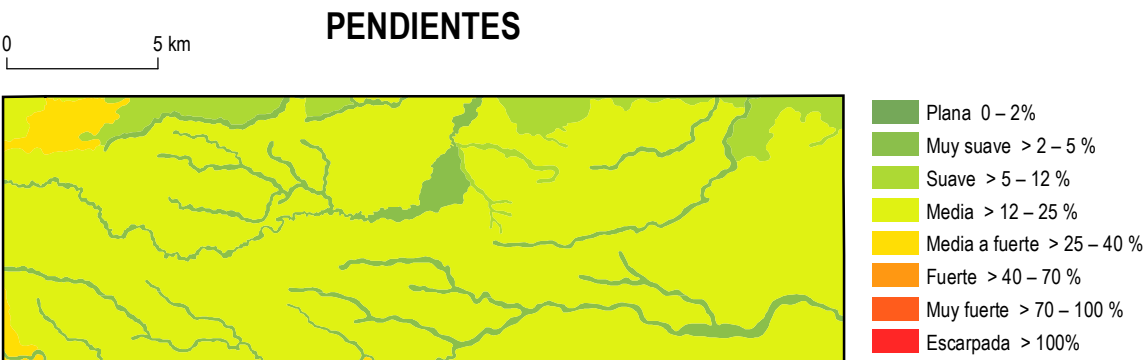 PENDIENTES
0 5 km
Plana 0 – 2%
Muy suave > 2 – 5 %
Suave > 5 – 12 %
Media > 12 – 25 %
Media a fuerte > 25 – 40 %
Fuerte > 40 – 70 %
Muy fuerte > 70 – 100 %
Escarpada > 100%